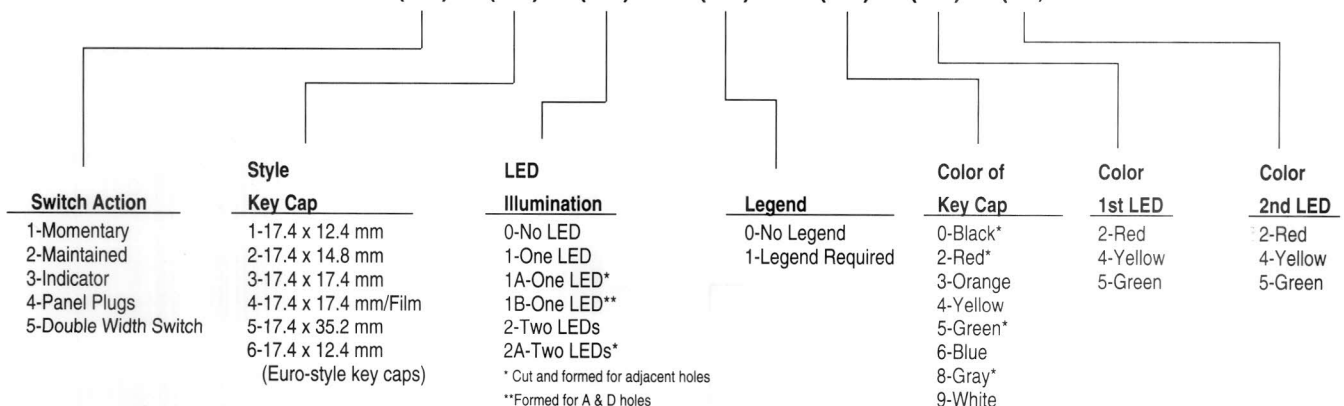 Switch Action
1-Momentary
2-Maintained
3-Indicator
4-Panel Plugs
5-Double Width Switch
Style
Key Cap
1-17.4 x 12.4 mm
2-17.4 x 14.8 mm
3-17.4 x 17.4 mm
4-17.4 x 17.4 mm/Film
5-17.4 x 35.2 mm
6-17.4 x 12.4 mm
(Euro-style key caps)
LED
Illumination
0-No LED
1-One LED
1A-One LED*
1B-One LED**
2-Two LEDs
2A-Two LEDs*
* Cut and formed for adjacent holes
**Formed for A & D holes
Legend
0-No Legend
1-Legend Required
Color of
Key Cap
0-Black*
2-Red*
3-Orange
4-Yellow
5-Green*
6-Blue
8-Gray*
9-White
Color
1st LED
2-Red
4-Yellow
5-Green
Color
2nd LED
2-Red
4-Yellow
5-Green